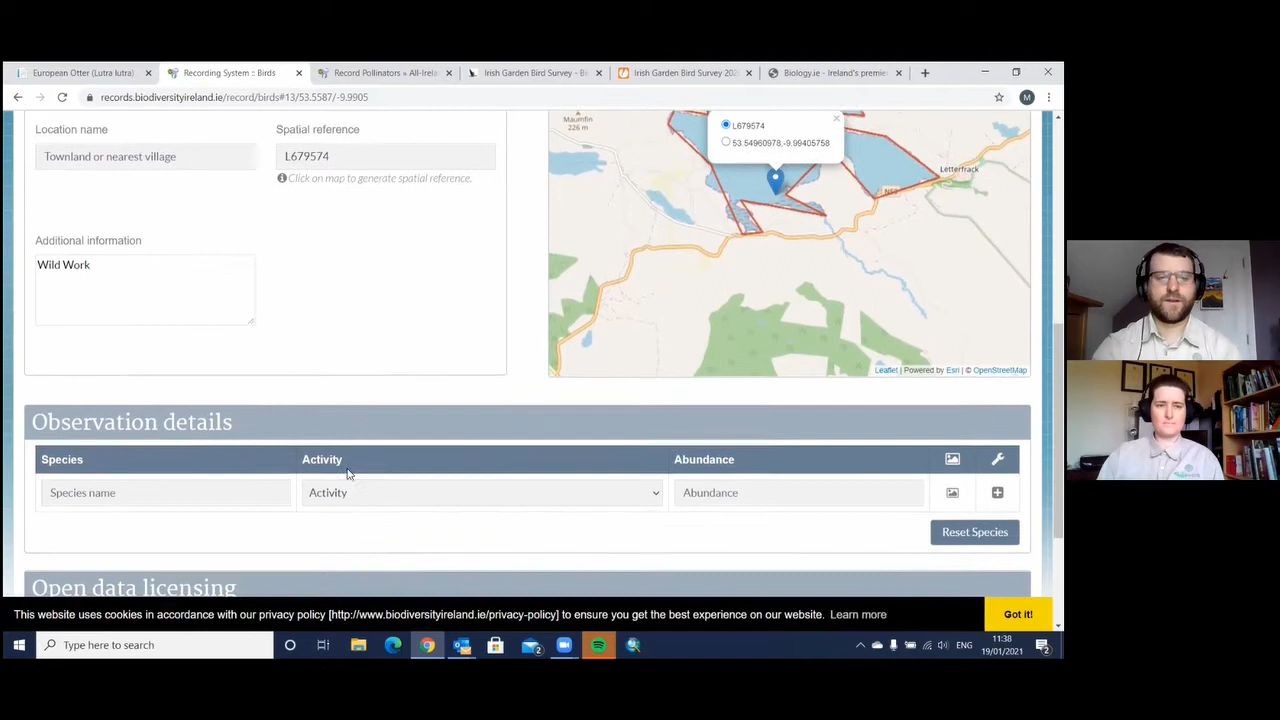 European Otter (Lutra lutra)
Recording System :: Birds
Record Pollinators » All-Irela
Irish Garden Bird Survey - Bi
Irish Garden Bird Survey 202
Biology.ie - Ireland's premie
records.biodiversityireland.ie/record/birds#13/53.5587/-9.9905
M
Location name
Spatial reference
Townland or nearest village
L679574
Click on map to generate spatial reference.
Additional information
Wild Work
Maumfin
226 m
L679574
53.54960978,-9.99405758
Letterfrack
N59
Leaflet | Powered by Esri | © OpenStreetMap
Observation details
Species
Activity
Abundance
Species name
Activity
Abundance
Reset Species
Open data licensing
This website uses cookies in accordance with our privacy policy [http://www.biodiversityireland.ie/privacy-policy] to ensure you get the best experience on our website. Learn more
Got it!
Type here to search
2
ENG
11:38
19/01/2021
2